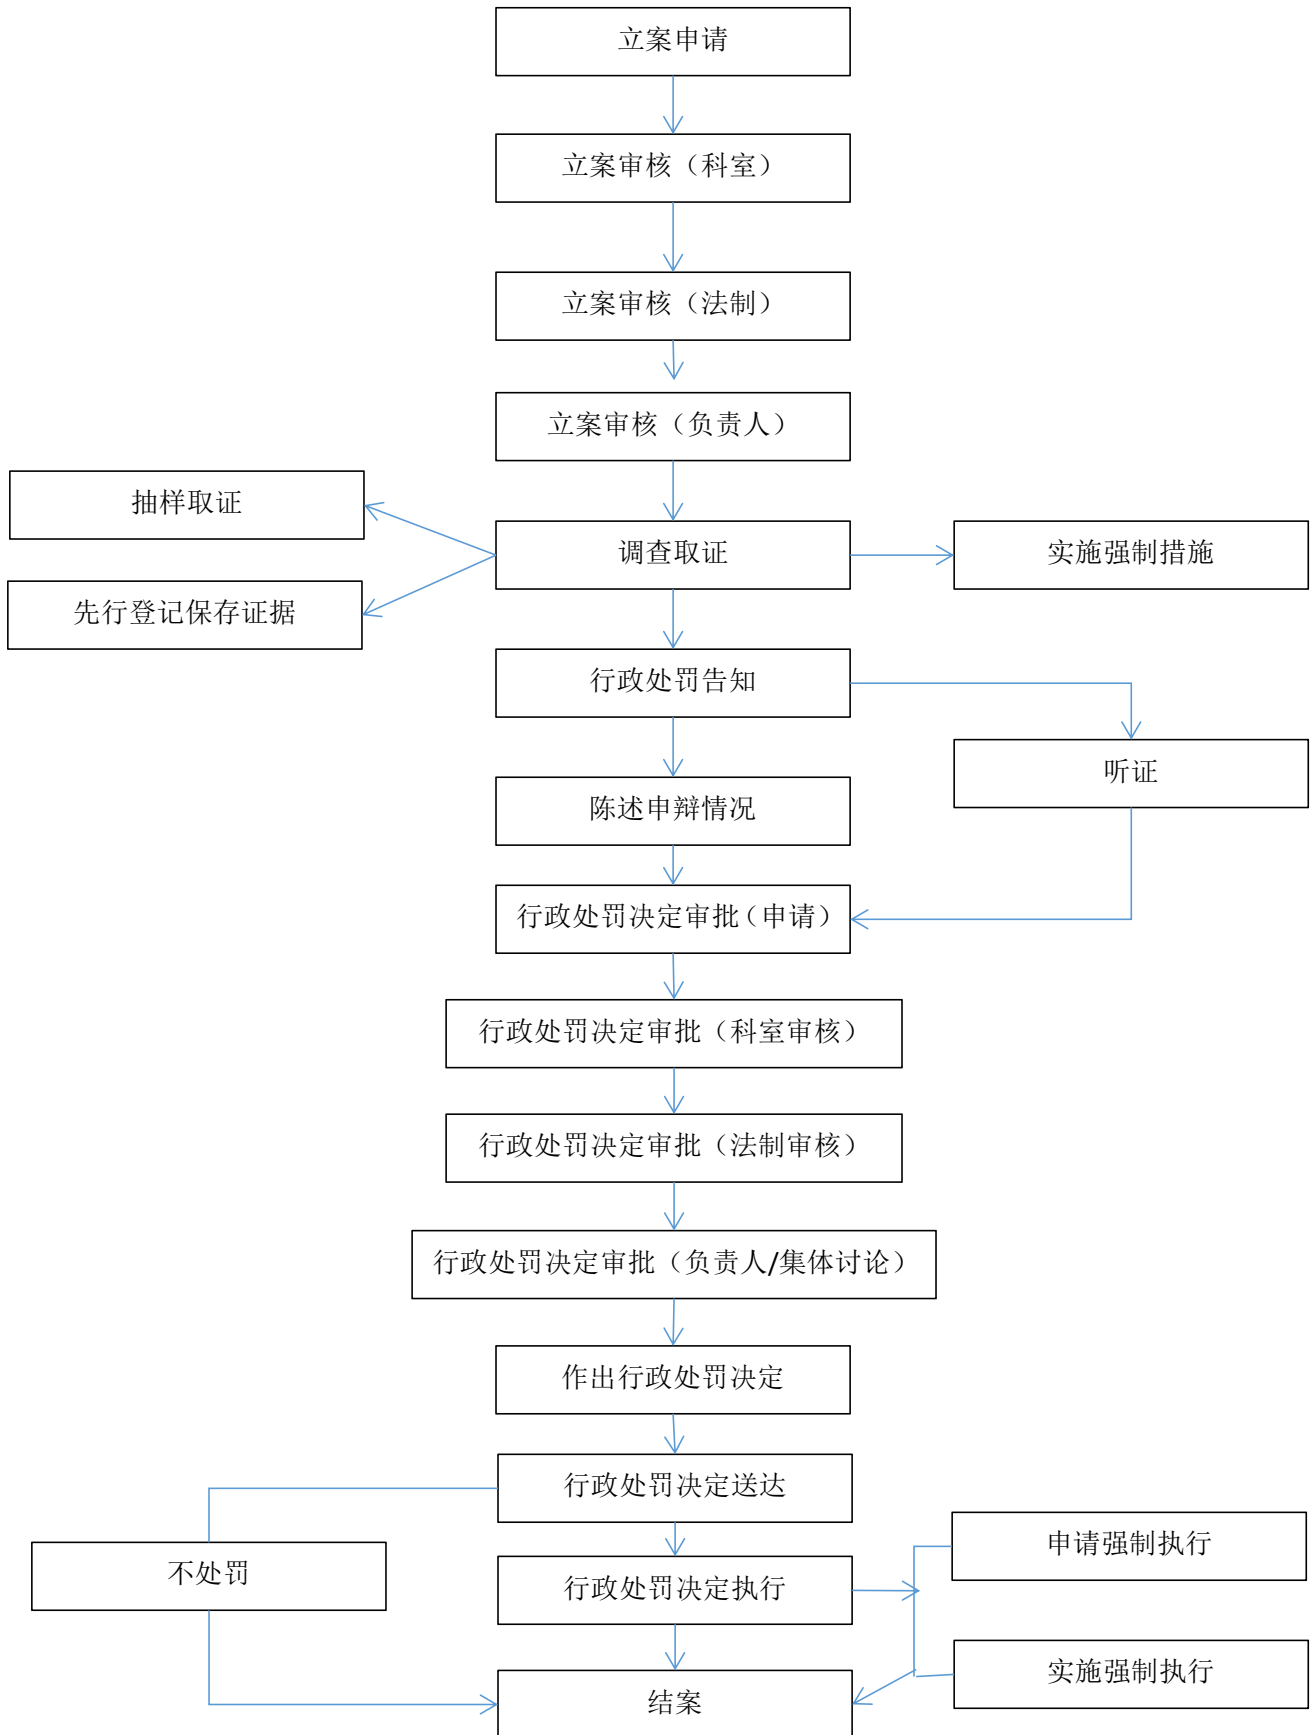 立案申请
立案审核（科室）
立案审核（法制）
立案审核（负责人）
抽样取证
调查取证
实施强制措施
先行登记保存证据
行政处罚告知
听证
陈述申辩情况
行政处罚决定审批（申请）
行政处罚决定审批（科室审核）
行政处罚决定审批（法制审核）
行政处罚决定审批（负责人/集体讨论）
作出行政处罚决定
行政处罚决定送达
申请强制执行
不处罚
行政处罚决定执行
实施强制执行
结案